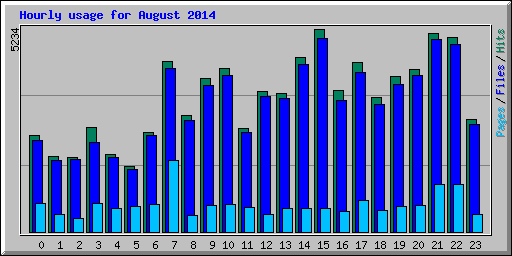 Hourly usage for August 2014
5234
Pages / Files / Hits
0 1 2 3 4 5 6 7 8 9 10 11 12 13 14 15 16 17 18 19 20 21 22 23